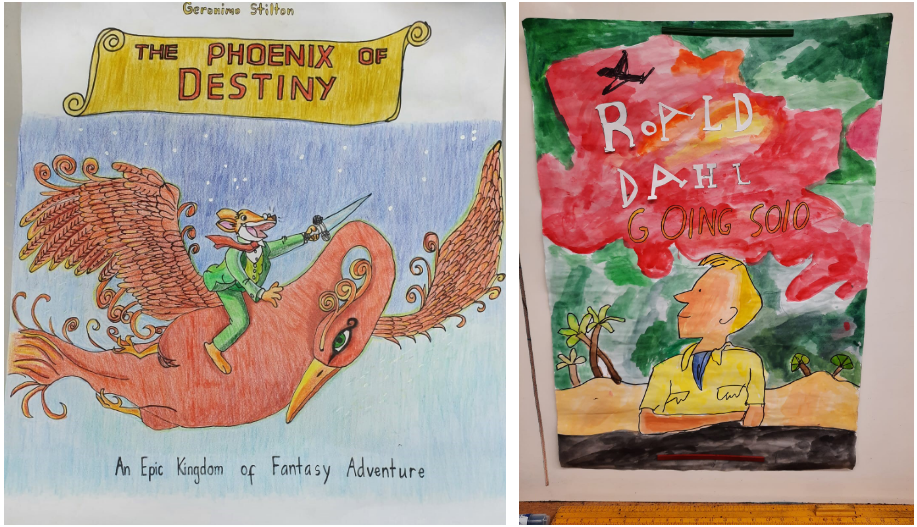 Geronimo Stilton
THE PHOENIX OF
DESTINY
An Epic Kingdom of Fantasy Adventure
ROALD
DAHL
GOING SOLO